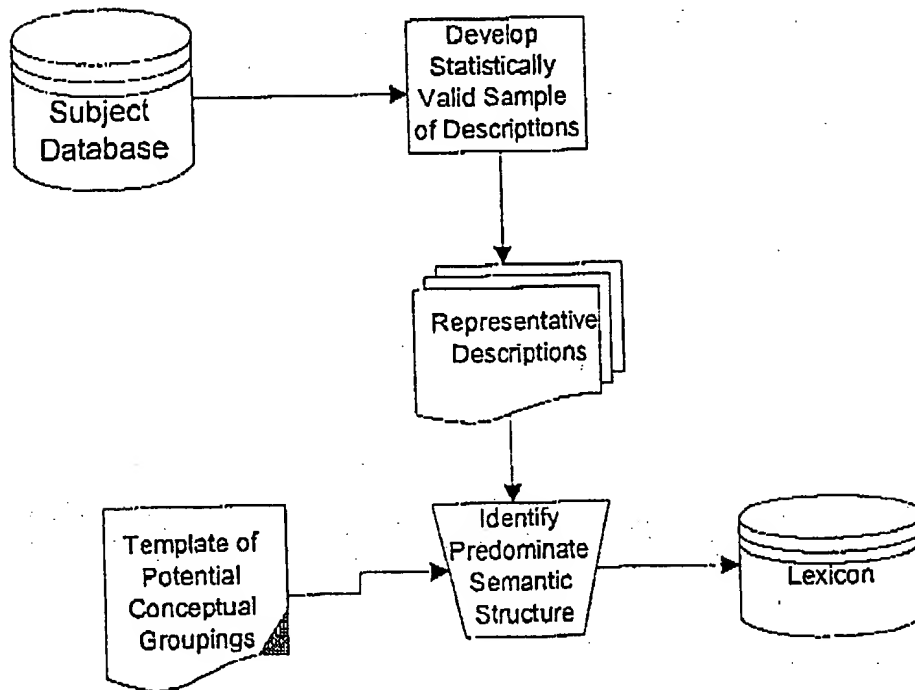 Subject
Database
Develop
Statistically
Valid Sample
of Descriptions
Representative
Descriptions
Template of
Potential
Conceptual
Groupings
Identify
Predominate
Semantic
Structure
Lexicon